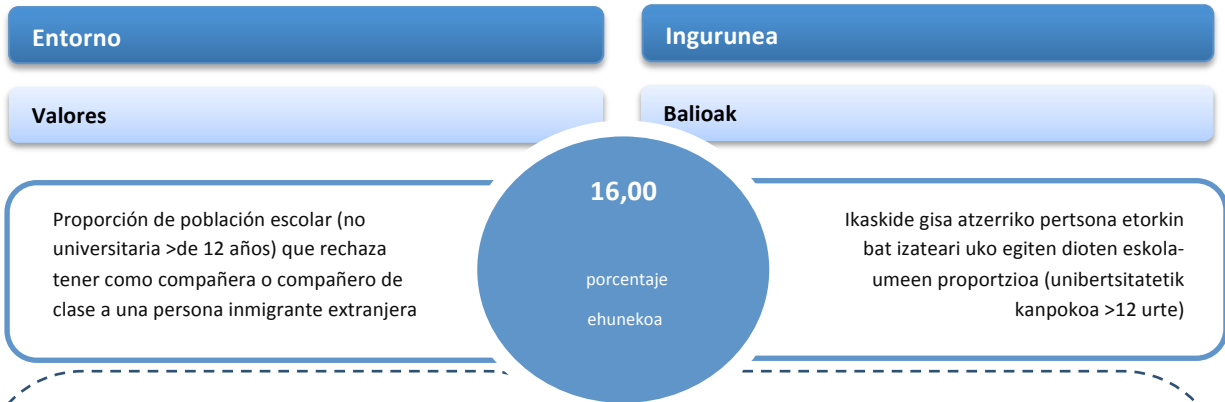 Entorno
Ingurunea
Valores
Balioak
Proporción de población escolar (no
universitaria >de 12 años) que rechaza
tener como compañera o compañero de
clase a una persona inmigrante extranjera
16,00
porcentaje
ehunekoa
Ikaskide gisa atzerriko pertsona etorkin
bat izateari uko egiten dioten eskola-
umeen proportzioa (unibertsitatetik
kanpokoa >12 urte)